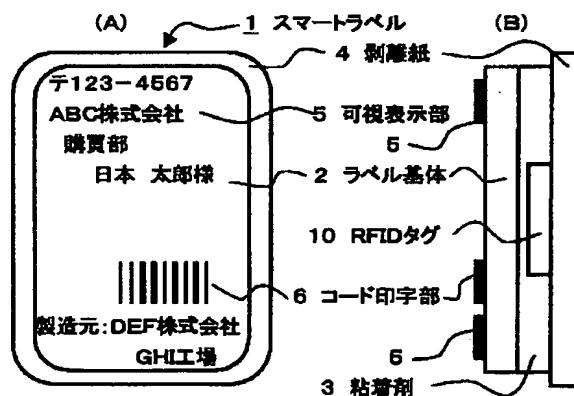 (A)
1 スマートラベル
(B)
4 剥離紙
〒123-4567
ABC株式会社
5 可視表示部
5
購買部
日本 太郎様
2 ラベル基体
10 RFIDタグ
6 コード印字部
製造元:DEF株式会社
5
GHI工場
3 粘着剤